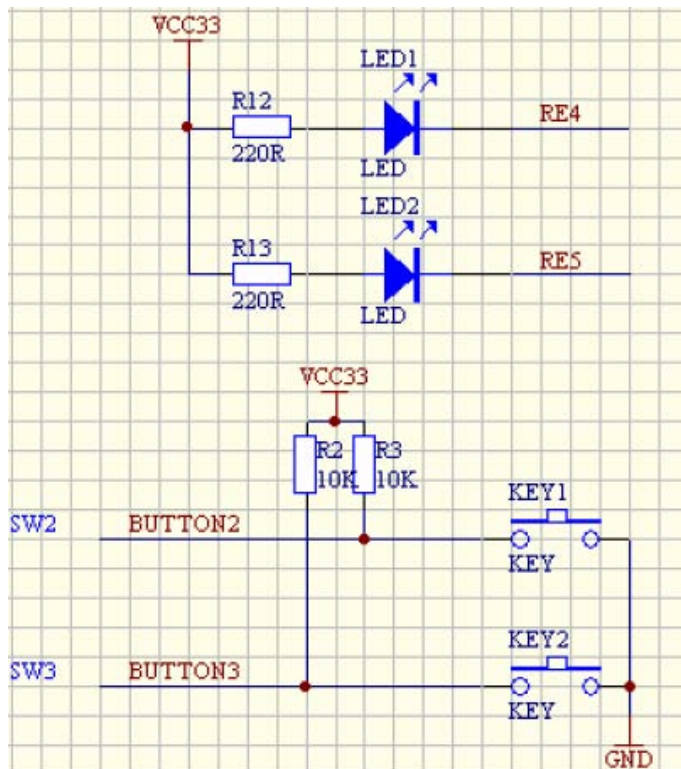 VCC33
LED1
R12
RE4
220R
LED
LED2
R13
RE5
220R
LED
VCC33
R2 R3
10K 10K
KEY1
SW2 BUTTON2
KEY
KEY2
SW3 BUTTON3
KEY
GND